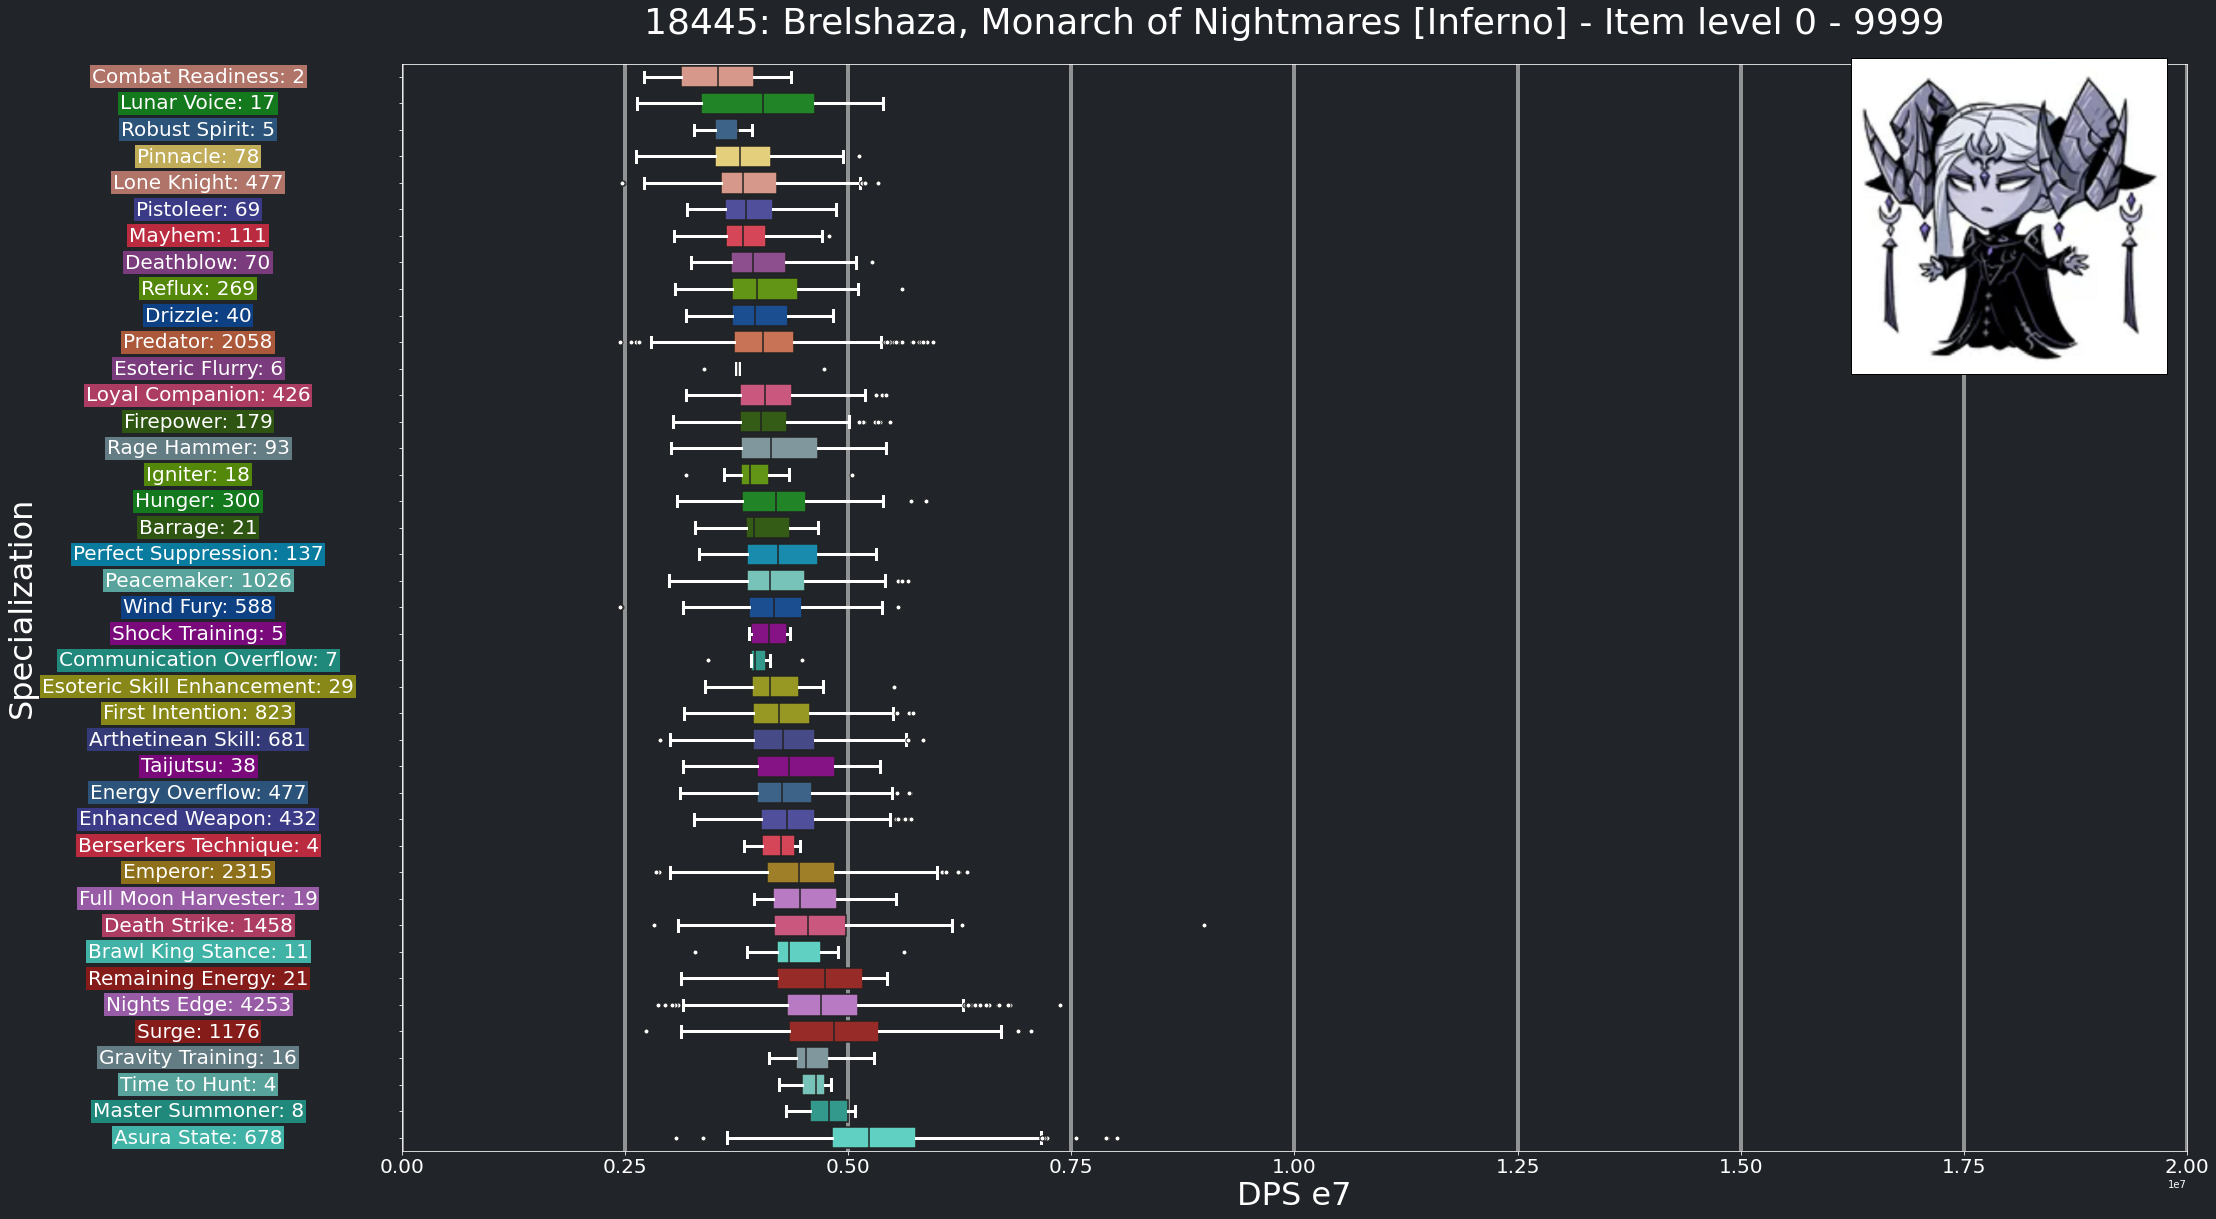 18445: Brelshaza, Monarch of Nightmares [Inferno] - Item level 0 - 9999
Specialization
Combat Readiness: 2
Lunar Voice: 17
Robust Spirit: 5
Pinnacle: 78
Lone Knight: 477
Pistoleer: 69
Mayhem: 111
Deathblow: 70
Reflux: 269
Drizzle: 40
Predator: 2058
Esoteric Flurry: 6
Loyal Companion: 426
Firepower: 179
Rage Hammer: 93
Igniter: 18
Hunger: 300
Barrage: 21
Perfect Suppression: 137
Peacemaker: 1026
Wind Fury: 588
Shock Training: 5
Communication Overflow: 7
Esoteric Skill Enhancement: 29
First Intention: 823
Arthetinean Skill: 681
Taijutsu: 38
Energy Overflow: 477
Enhanced Weapon: 432
Berserkers Technique: 4
Emperor: 2315
Full Moon Harvester: 19
Death Strike: 1458
Brawl King Stance: 11
Remaining Energy: 21
Nights Edge: 4253
Surge: 1176
Gravity Training: 16
Time to Hunt: 4
Master Summoner: 8
Asura State: 678
0.00 0.25 0.50 0.75 1.00 1.25 1.50 1.75 2.00
1e7
DPS e7